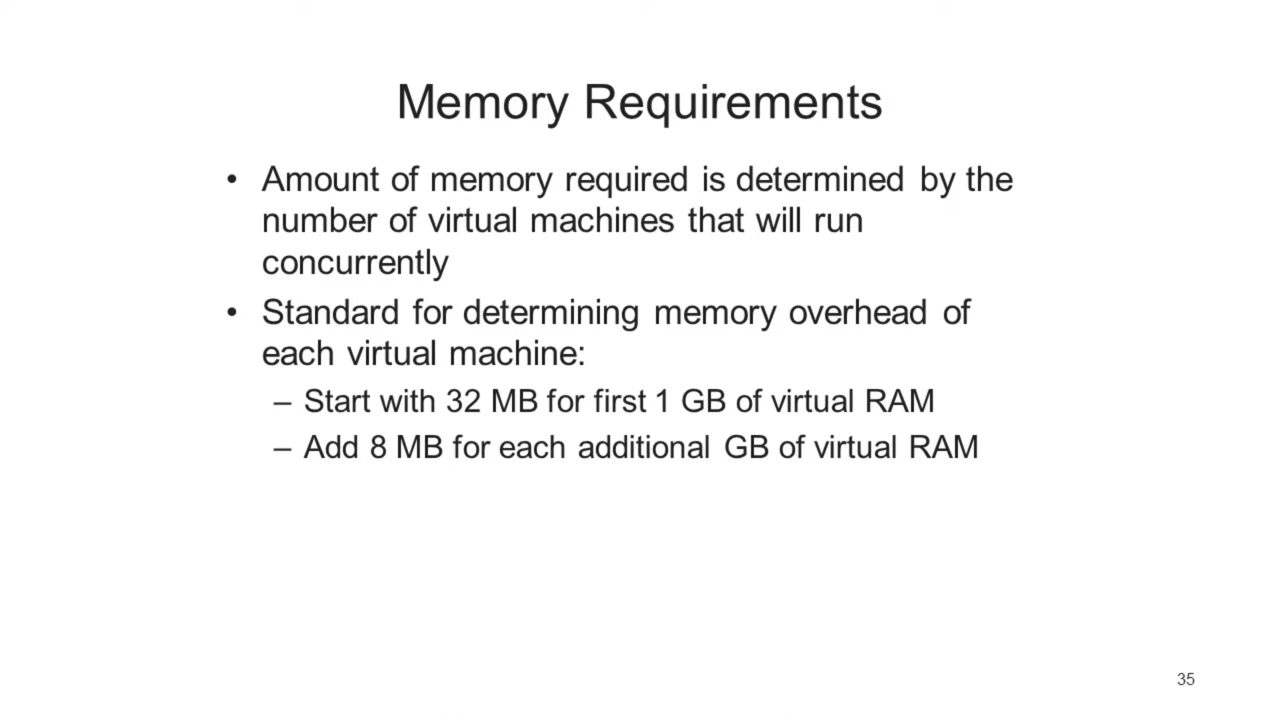 Memory Requirements
• Amount of memory required is determined by the
number of virtual machines that will run
concurrently
• Standard for determining memory overhead of
each virtual machine:
– Start with 32 MB for first 1 GB of virtual RAM
– Add 8 MB for each additional GB of virtual RAM
35